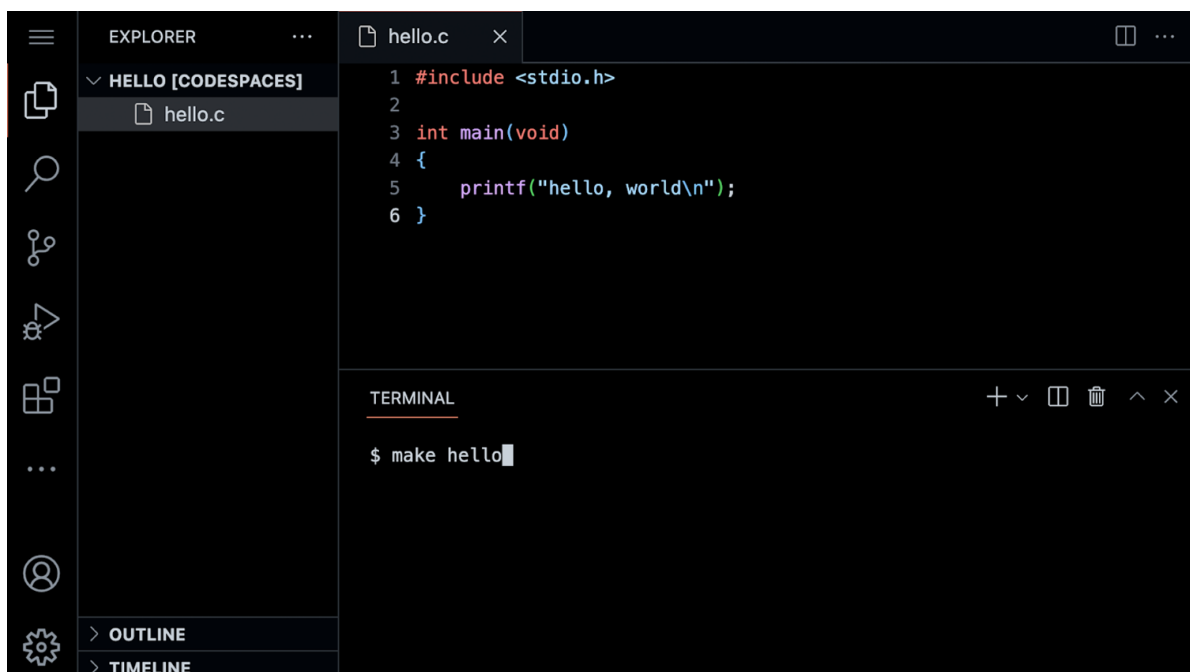 EXPLORER ...
HELLO [CODESPACES]
hello.c
OUTLINE
TIMELINE
hello.c
1 #include <stdio.h>
2
3 int main(void)
4 {
5     printf("hello, world\n");
6 }
TERMINAL
$ make hello